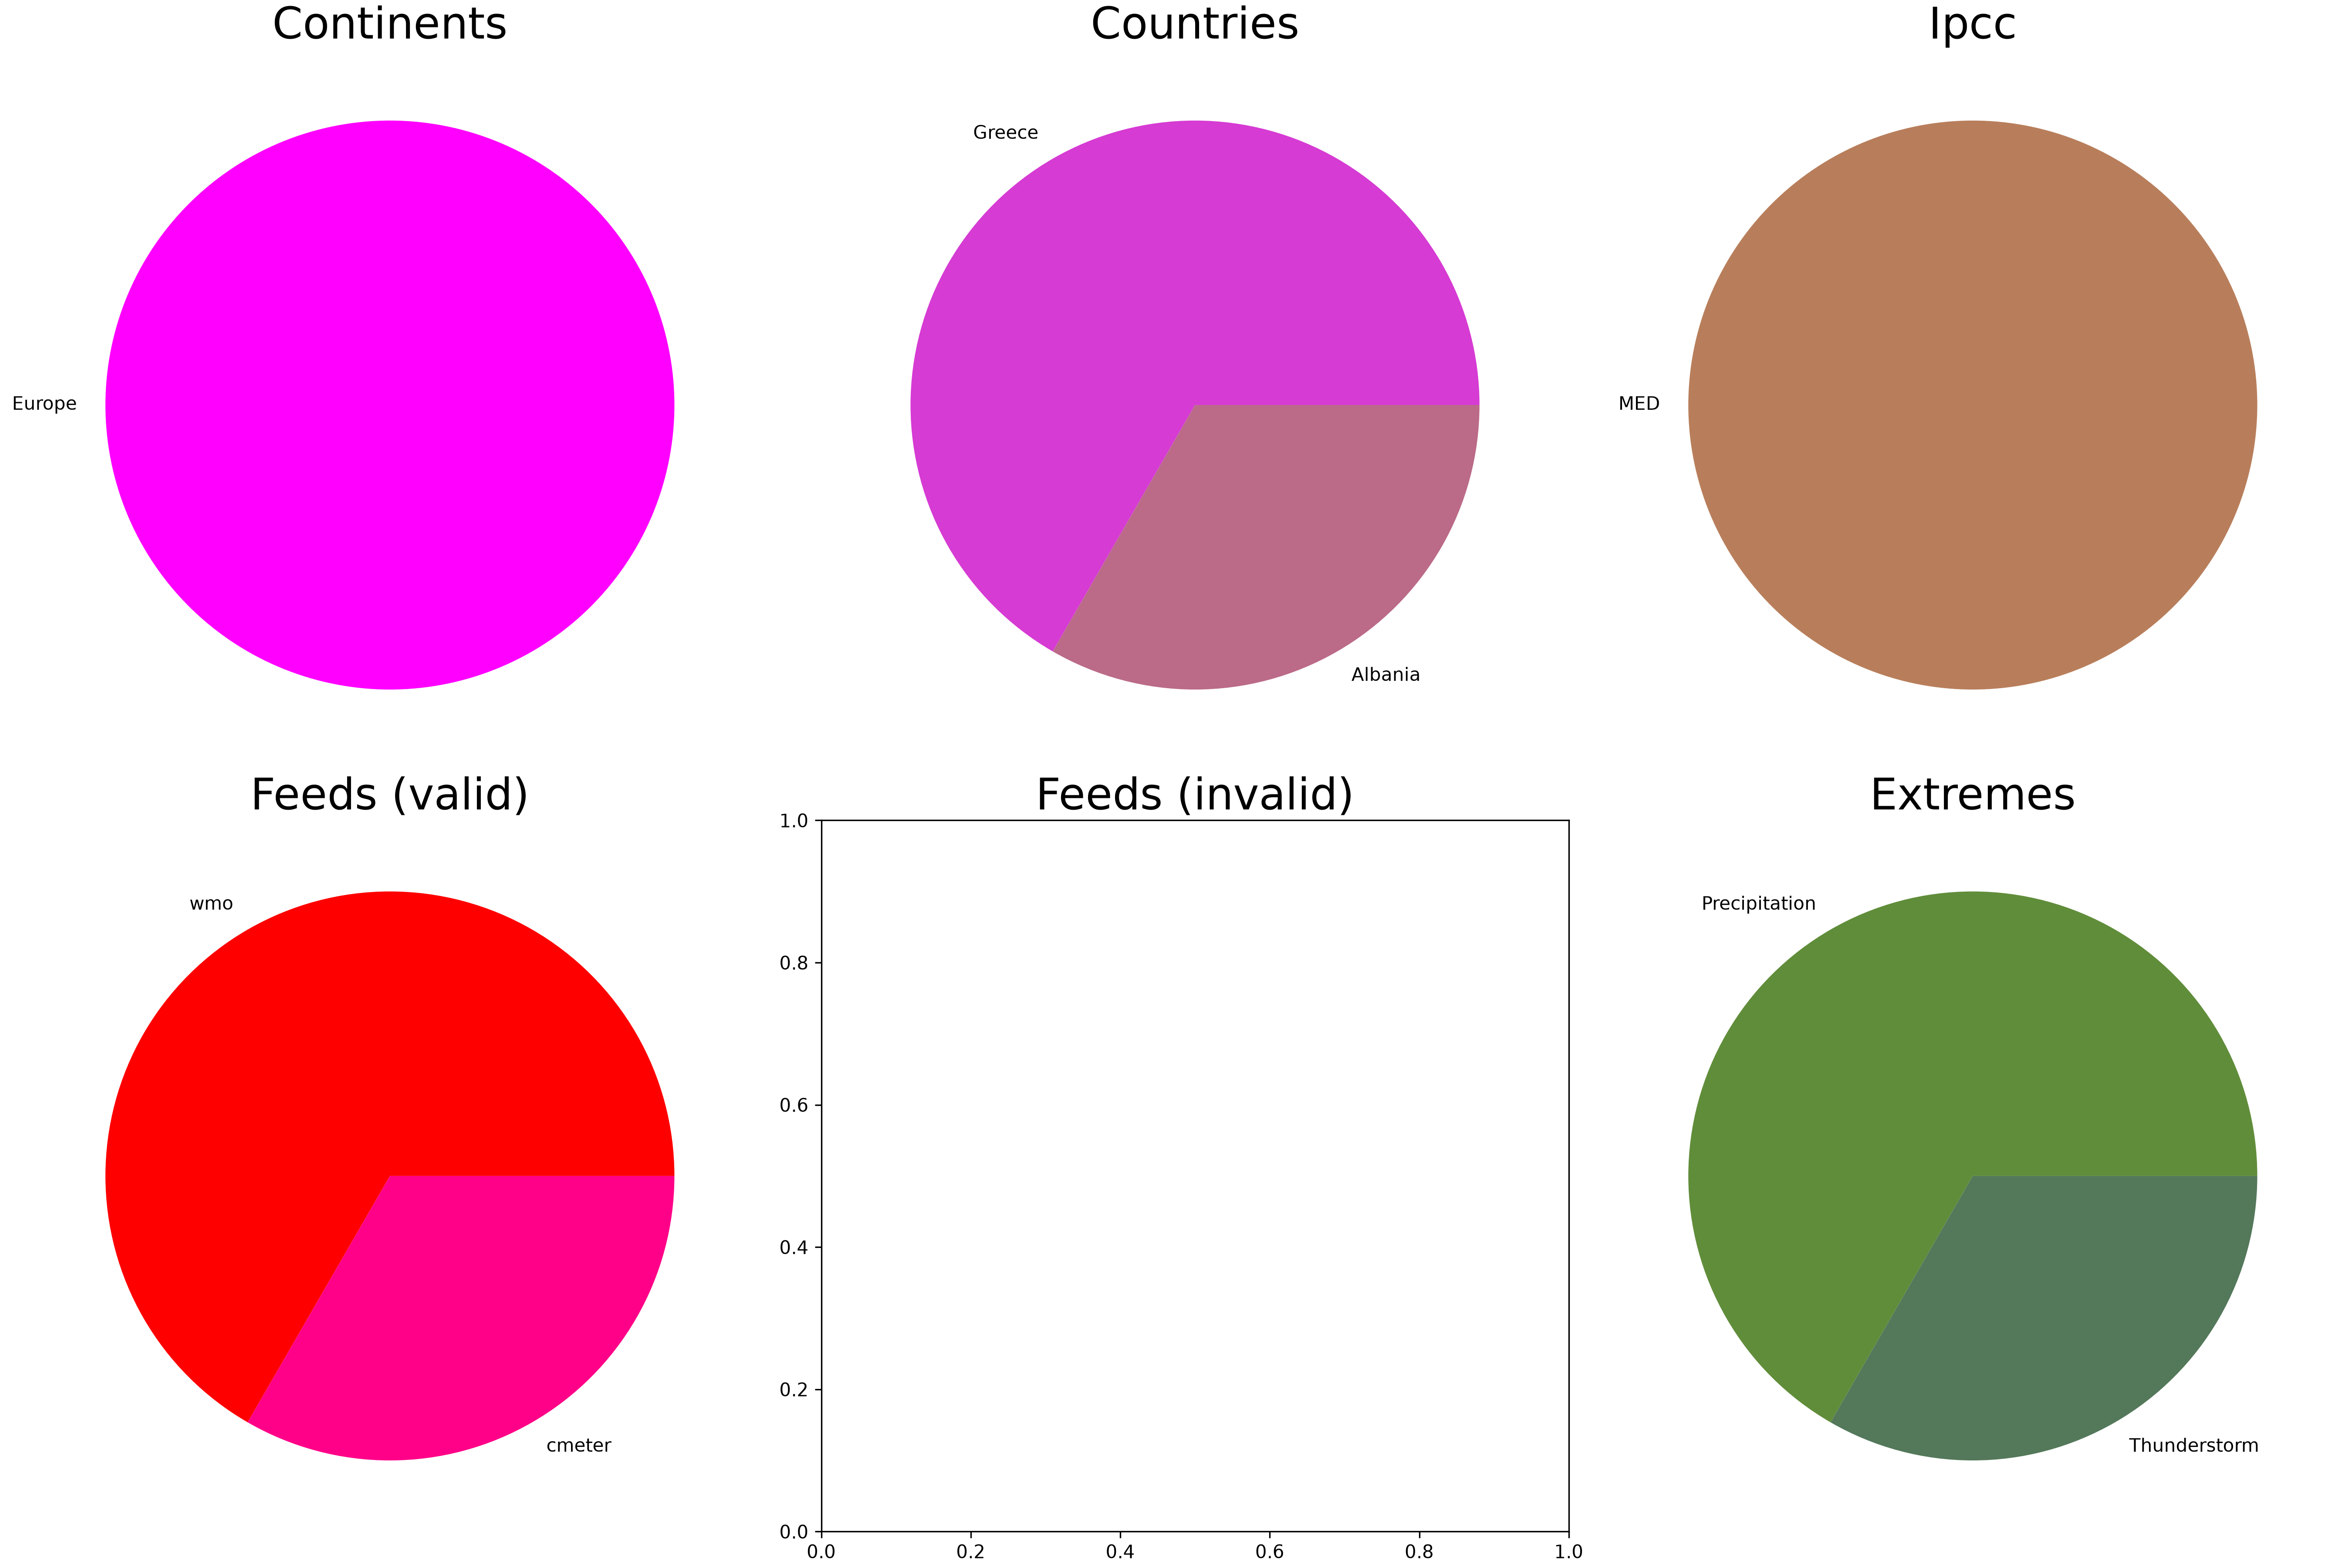 Continents
Countries
Ipcc
Europe
Greece
Albania
MED
Feeds (valid)
Feeds (invalid)
Extremes
wmo
cmeter
1.0
0.8
0.6
0.4
0.2
0.0
0.0 0.2 0.4 0.6 0.8 1.0
Precipitation
Thunderstorm